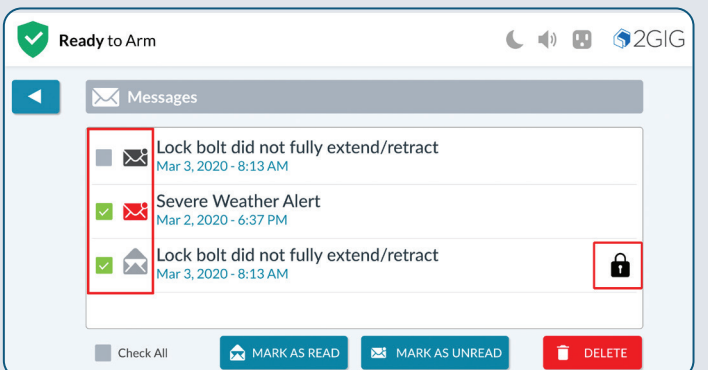 Ready to Arm
2GIG
Messages
Lock bolt did not fully extend/retract
Mar 3, 2020 - 8:13 AM
Severe Weather Alert
Mar 2, 2020 - 6:37 PM
Lock bolt did not fully extend/retract
Mar 3, 2020 - 8:13 AM
Check All
MARK AS READ
MARK AS UNREAD
DELETE